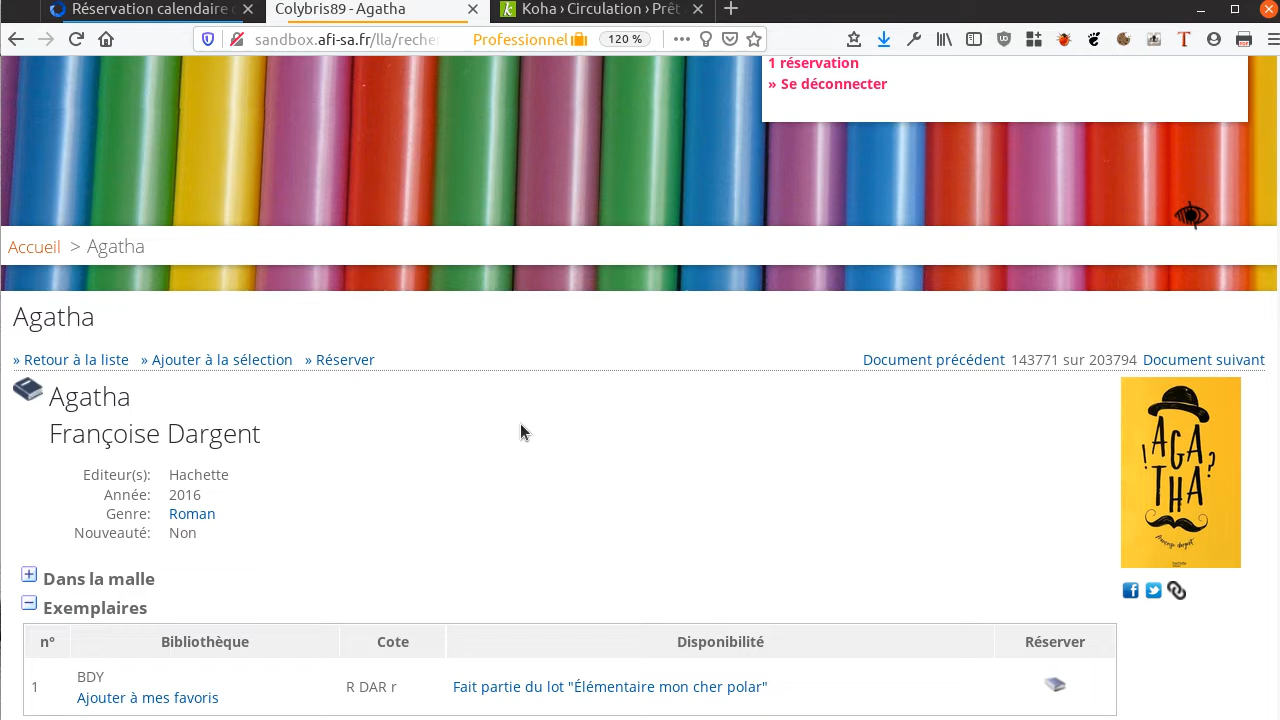 Réservation calendaire
Colybris89 - Agatha
Koha › Circulation › Prêt
sandbox.afi-sa.fr/lla/reche
Professionnel
120 %
1 réservation
» Se déconnecter
Accueil > Agatha
Agatha
» Retour à la liste » Ajouter à la sélection » Réserver
Document précédent 143771 sur 203794 Document suivant
Agatha
Françoise Dargent
Editeur(s): Hachette
Année: 2016
Genre: Roman
Nouveauté: Non
!AGATHA?
Françoise Dargent
Dans la malle
Exemplaires
n° Bibliothèque Cote Disponibilité Réserver
1 BDY R DAR r Fait partie du lot "Élémentaire mon cher polar"
Ajouter à mes favoris